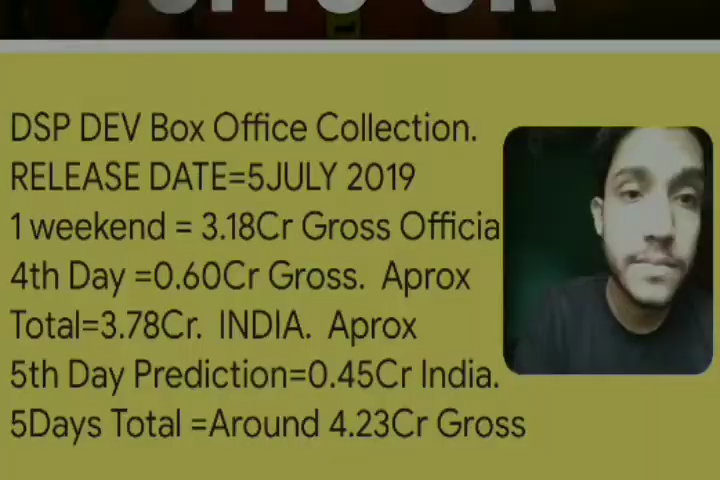 DSP DEV Box Office Collection.
RELEASE DATE=5JULY 2019
1 weekend = 3.18Cr Gross Officia
4th Day =0.60Cr Gross. Aprox
Total=3.78Cr. INDIA. Aprox
5th Day Prediction=0.45Cr India.
5Days Total =Around 4.23Cr Gross